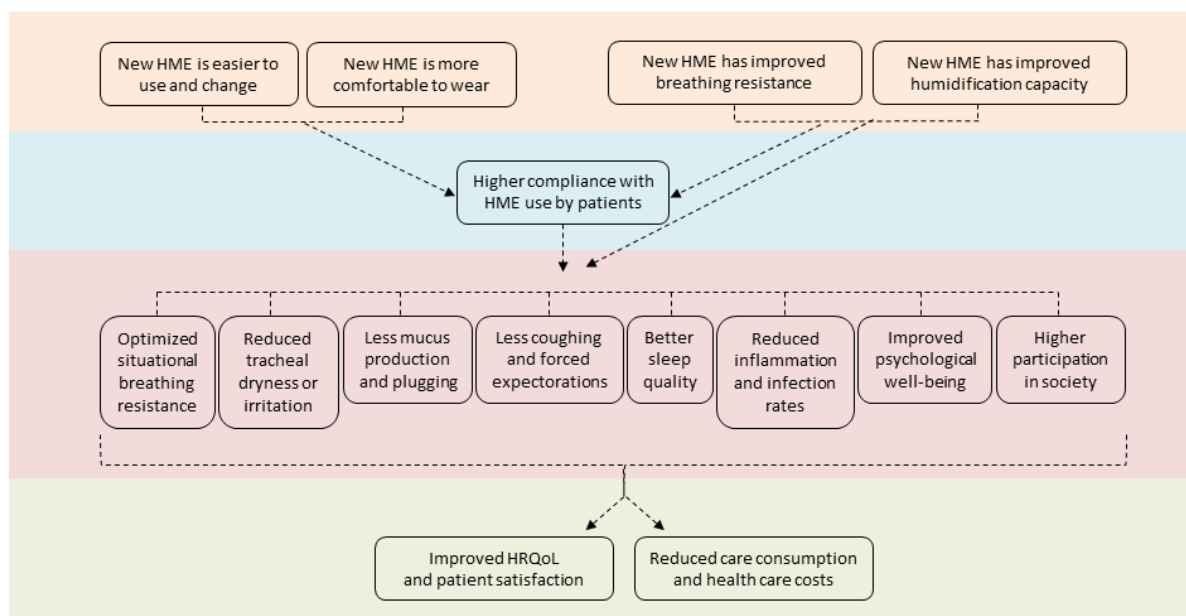 New HME is easier to
use and change
New HME is more
comfortable to wear
New HME has improved
breathing resistance
New HME has improved
humidification capacity
Higher compliance with
HME use by patients
Optimized
situational
breathing
resistance
Reduced
tracheal
dryness or
irritation
Less mucus
production
and plugging
Less coughing
and forced
expectorations
Better
sleep
quality
Reduced
inflammation
and infection
rates
Improved
psychological
well-being
Higher
participation
in society
Improved HRQoL
and patient satisfaction
Reduced care consumption
and health care costs